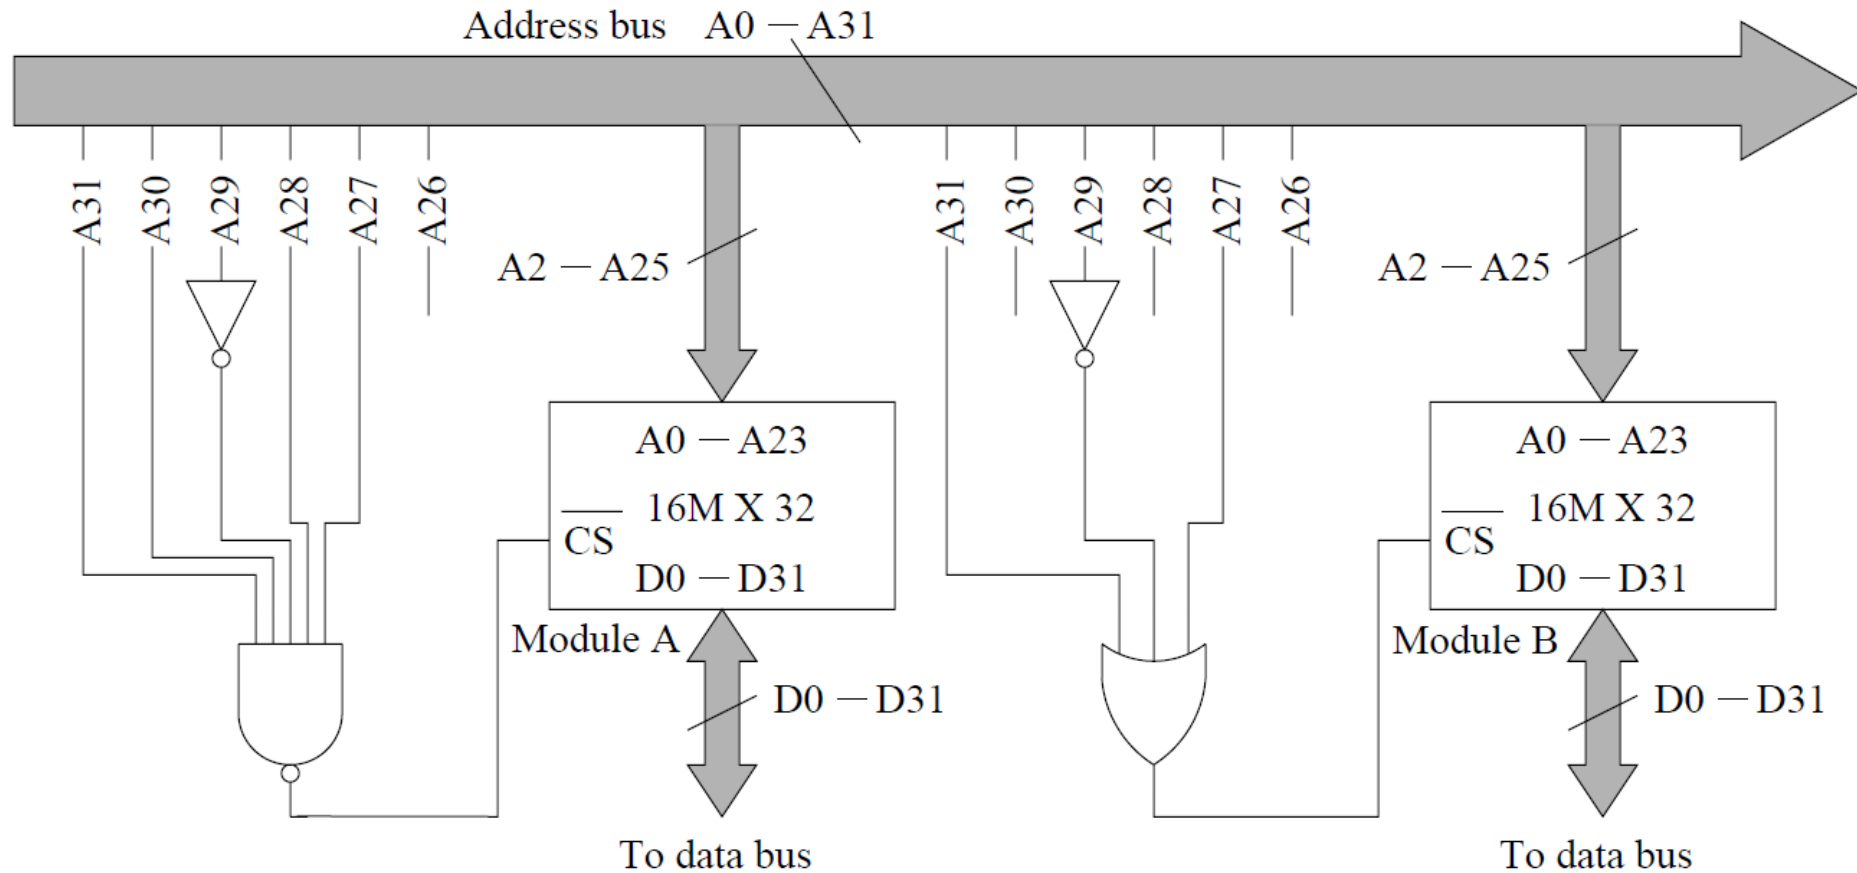 Address bus A0 — A31
A31 A30 A29 A28 A27 A26
A31 A30 A29 A28 A27 A26
A2 — A25
A2 — A25
A0 — A23
16M X 32
CS
D0 — D31
A0 — A23
16M X 32
CS
D0 — D31
Module A
Module B
D0 — D31
D0 — D31
To data bus
To data bus